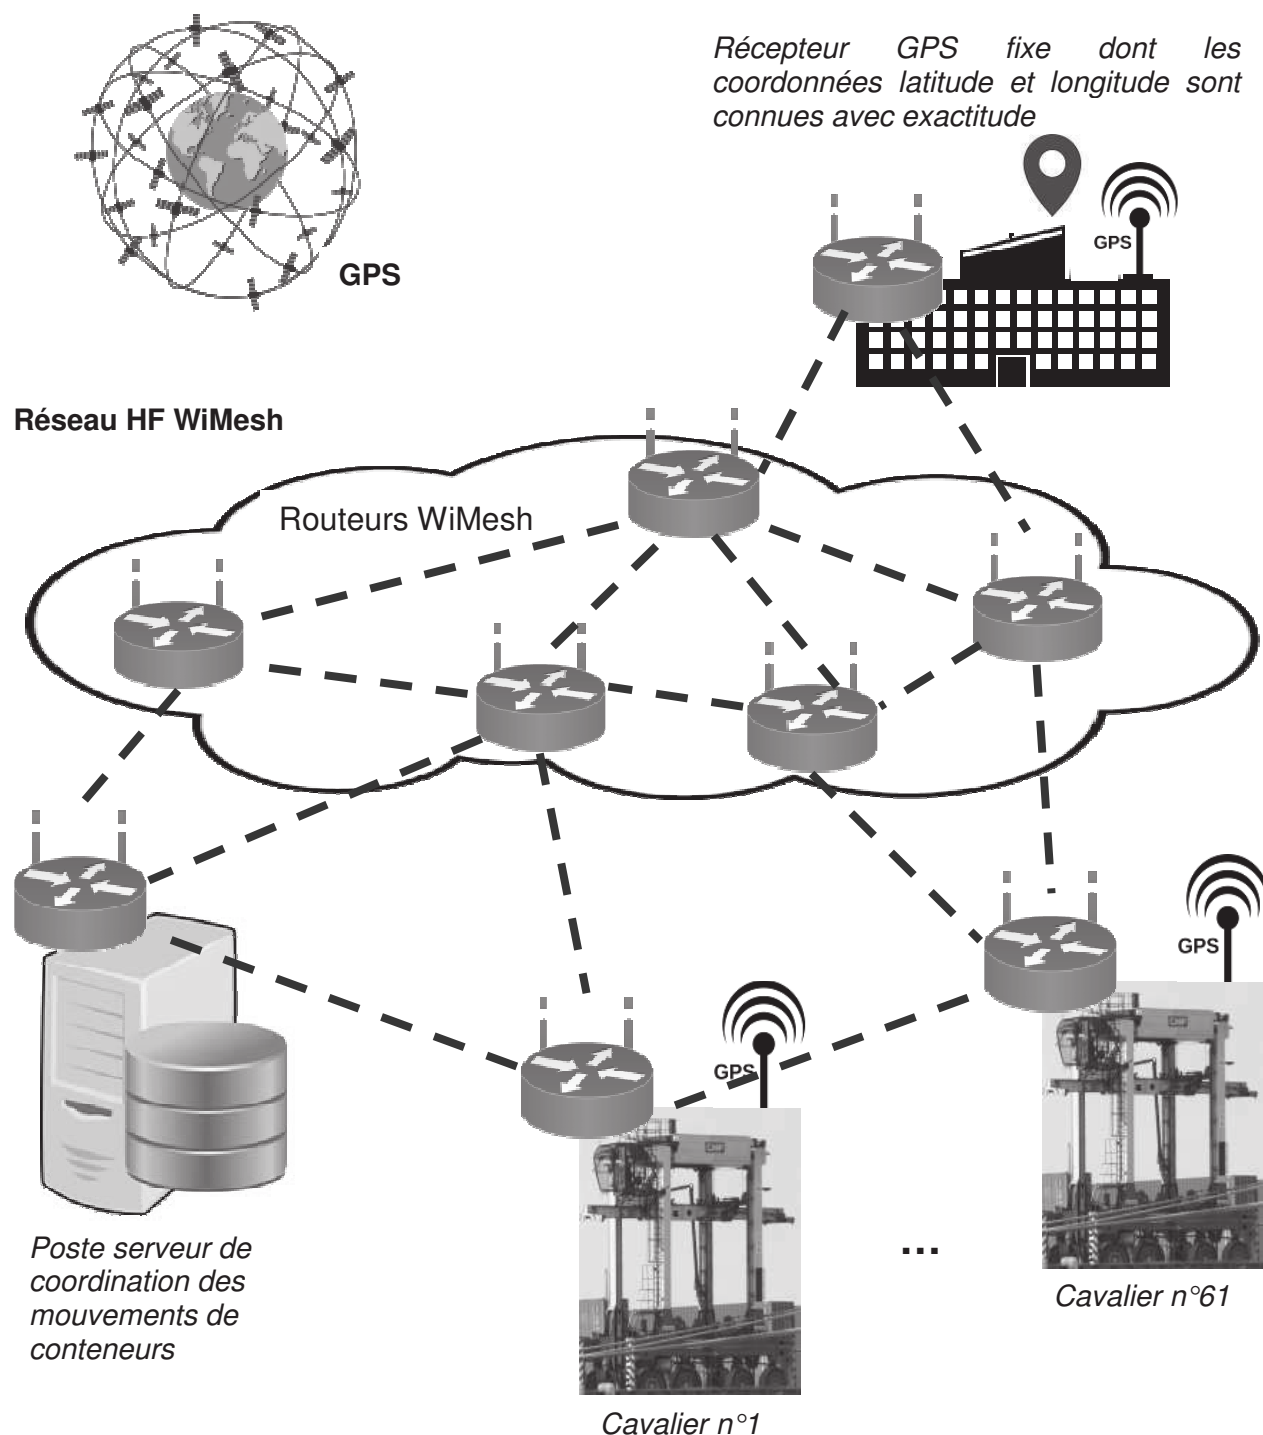 Récepteur GPS fixe dont les
coordonnées latitude et longitude sont
connues avec exactitude
GPS
GPS
Réseau HF WiMesh
Routeurs WiMesh
GPS
GPS
Poste serveur de
coordination des
mouvements de
conteneurs
...
Cavalier n°61
Cavalier n°1